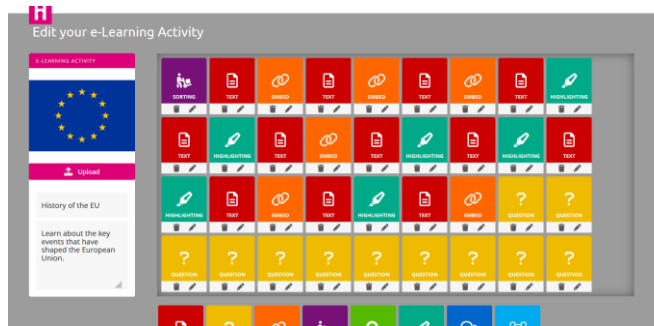 Edit your e-Learning Activity
E-LEARNING ACTIVITY
Upload
History of the EU
Learn about the key
events that have
shaped the European
Union.
SORTING TEXT EMBED TEXT EMBED TEXT EMBED TEXT HIGHLIGHTING
TEXT HIGHLIGHTING TEXT EMBED TEXT HIGHLIGHTING TEXT HIGHLIGHTING TEXT
HIGHLIGHTING TEXT EMBED TEXT HIGHLIGHTING TEXT EMBED QUESTION QUESTION
QUESTION QUESTION QUESTION QUESTION QUESTION QUESTION QUESTION QUESTION